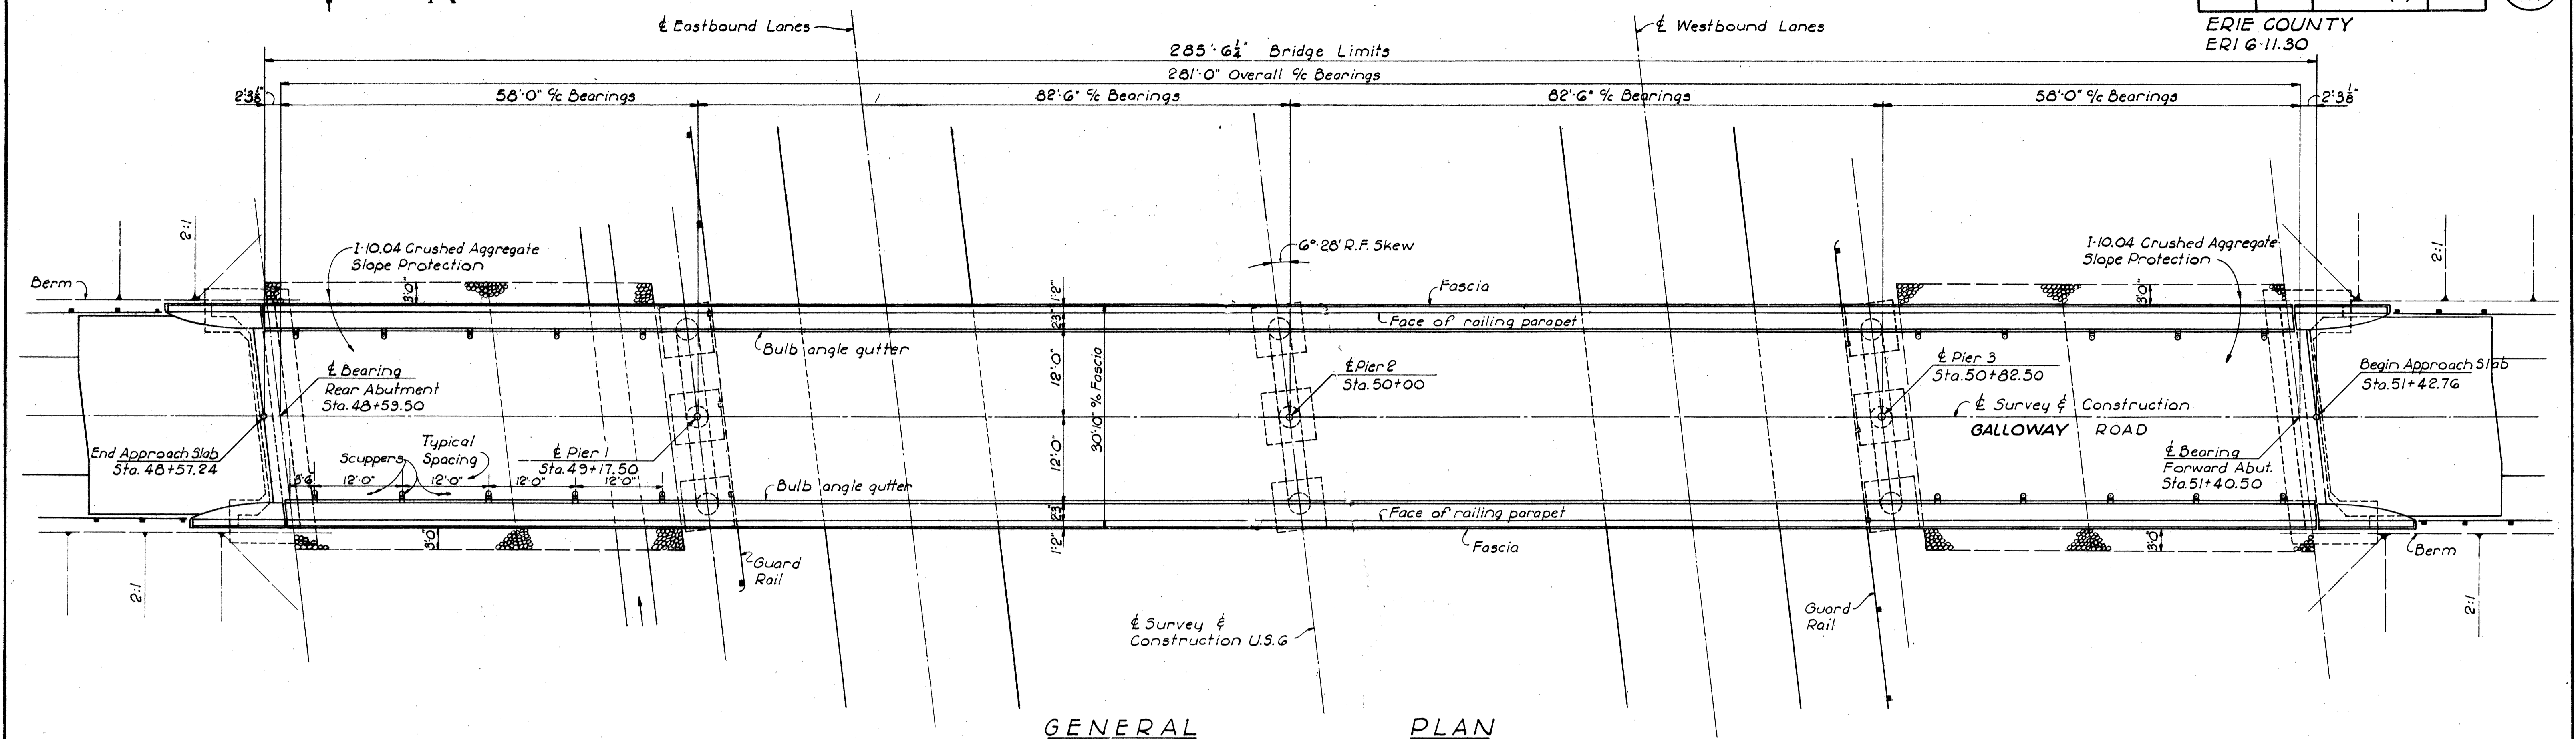 ERIE COUNTY
ERI 6-11.30
℄ Eastbound Lanes
℄ Westbound Lanes
285'-6¼" Bridge Limits
281'-0" Overall c/c Bearings
2'-3⅛"
58'-0" c/c Bearings
82'-6" c/c Bearings
82'-6" c/c Bearings
58'-0" c/c Bearings
2'-3⅛"
2:1
I-10.04 Crushed Aggregate
Slope Protection
6°-28' R.F. Skew
I-10.04 Crushed Aggregate
Slope Protection
2:1
Berm
3'-0"
1'-2"
Fascia
3'-0"
2'-3"
Face of railing parapet
Bulb angle gutter
℄ Bearing
Rear Abutment
Sta. 48+59.50
12'-0"
30'-10" c/c Fascia
℄ Pier 2
Sta. 50+00
℄ Pier 3
Sta. 50+82.50
Begin Approach Slab
Sta. 51+42.76
℄ Survey & Construction
GALLOWAY ROAD
End Approach Slab
Sta. 48+57.24
Scuppers
Typical
Spacing
℄ Pier 1
Sta. 49+17.50
12'-0"
℄ Bearing
Forward Abut.
Sta. 51+40.50
3'-6"
12'-0"
12'-0"
12'-0"
12'-0"
Bulb angle gutter
2'-3"
Face of railing parapet
1'-2"
Fascia
3'-0"
3'-0"
Berm
Guard
Rail
2:1
℄ Survey &
Construction U.S.6
Guard
Rail
2:1
GENERAL PLAN